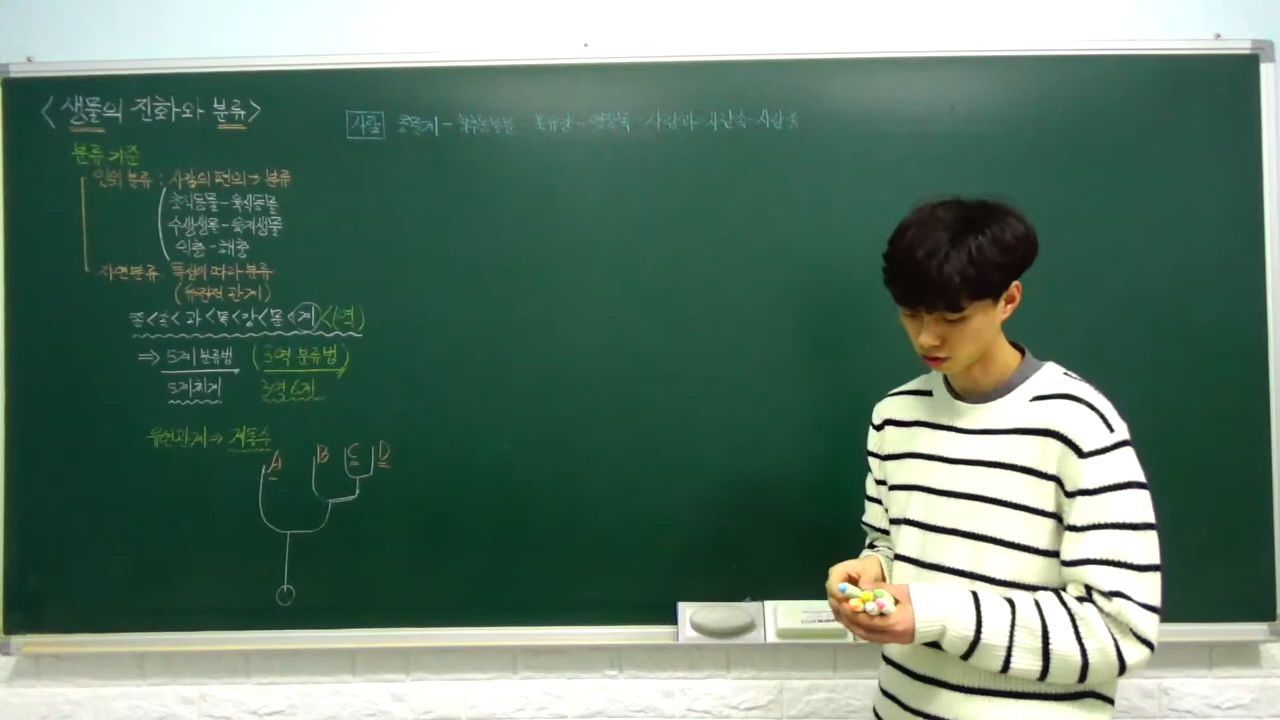 <생물의 진화와 분류>
분류 기준
인위 분류 : 사람의 편의 → 분류
초식동물 - 육식동물
수생생물 - 육지생물
익충 - 해충
자연분류 : 특성에 따라 분류
(유전적 관계)
종<속<과<목<강<문<계<(역)
⇒ 5계 분류법 (3역 분류법)
5계체계 3역 6계
유연관계 ⇒ 계통수
A B C D
사람 동물계 - 척추동물문 - 포유강 - 영장목 - 사람과 - 사람속 - 사람종